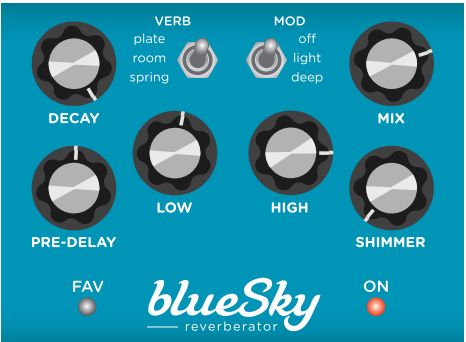 VERB
plate
room
spring
MOD
off
light
deep
DECAY
MIX
LOW
HIGH
PRE-DELAY
SHIMMER
FAV
blueSky
reverberator
ON